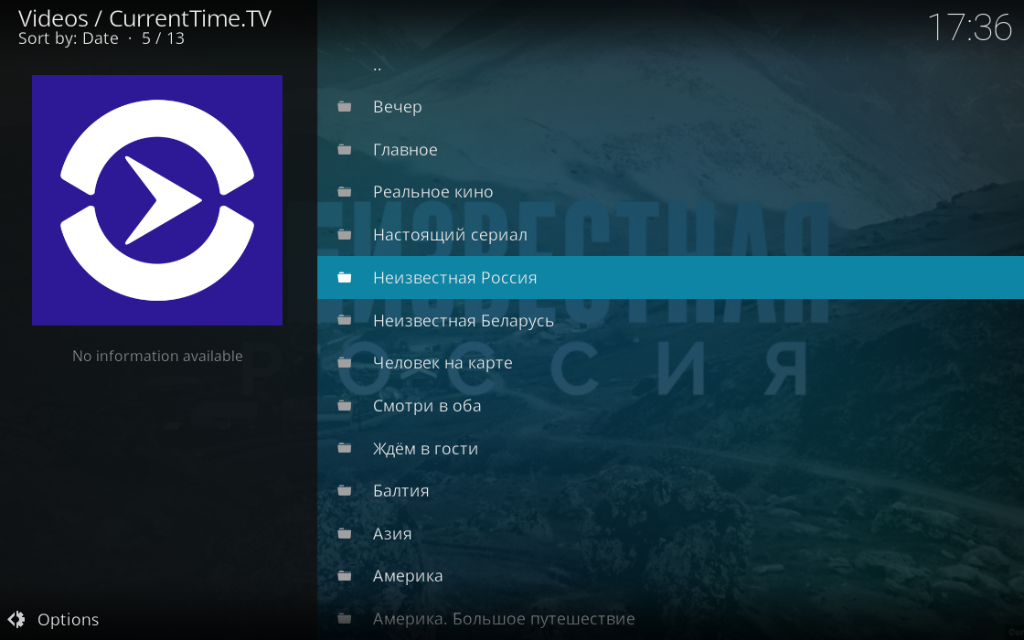 Videos / CurrentTime.TV
Sort by: Date · 5 / 13
17:36
..
Вечер
Главное
Реальное кино
Настоящий сериал
Неизвестная Россия
Неизвестная Беларусь
Человек на карте
Смотри в оба
Ждём в гости
Балтия
Азия
Америка
Америка. Большое путешествие
No information available
НЕИЗВЕСТНАЯ
РОССИЯ
Options